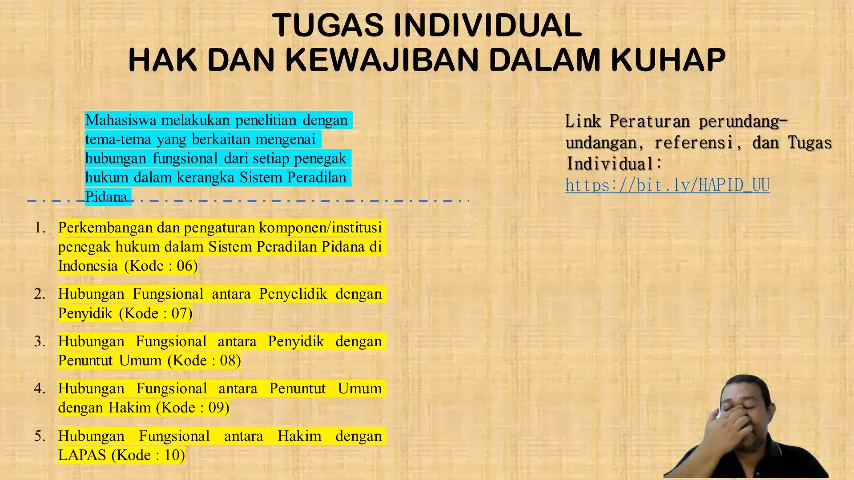 TUGAS INDIVIDUAL
HAK DAN KEWAJIBAN DALAM KUHAP
Mahasiswa melakukan penelitian dengan
tema-tema yang berkaitan mengenai
hubungan fungsional dari setiap penegak
hukum dalam kerangka Sistem Peradilan
Pidana
1. Perkembangan dan pengaturan komponen/institusi
penegak hukum dalam Sistem Peradilan Pidana di
Indonesia (Kode : 06)
2. Hubungan Fungsional antara Penyelidik dengan
Penyidik (Kode : 07)
3. Hubungan Fungsional antara Penyidik dengan
Penuntut Umum (Kode : 08)
4. Hubungan Fungsional antara Penuntut Umum
dengan Hakim (Kode : 09)
5. Hubungan Fungsional antara Hakim dengan
LAPAS (Kode : 10)
Link Peraturan perundang-
undangan, referensi, dan Tugas
Individual:
https://bit.ly/HAPID_UU